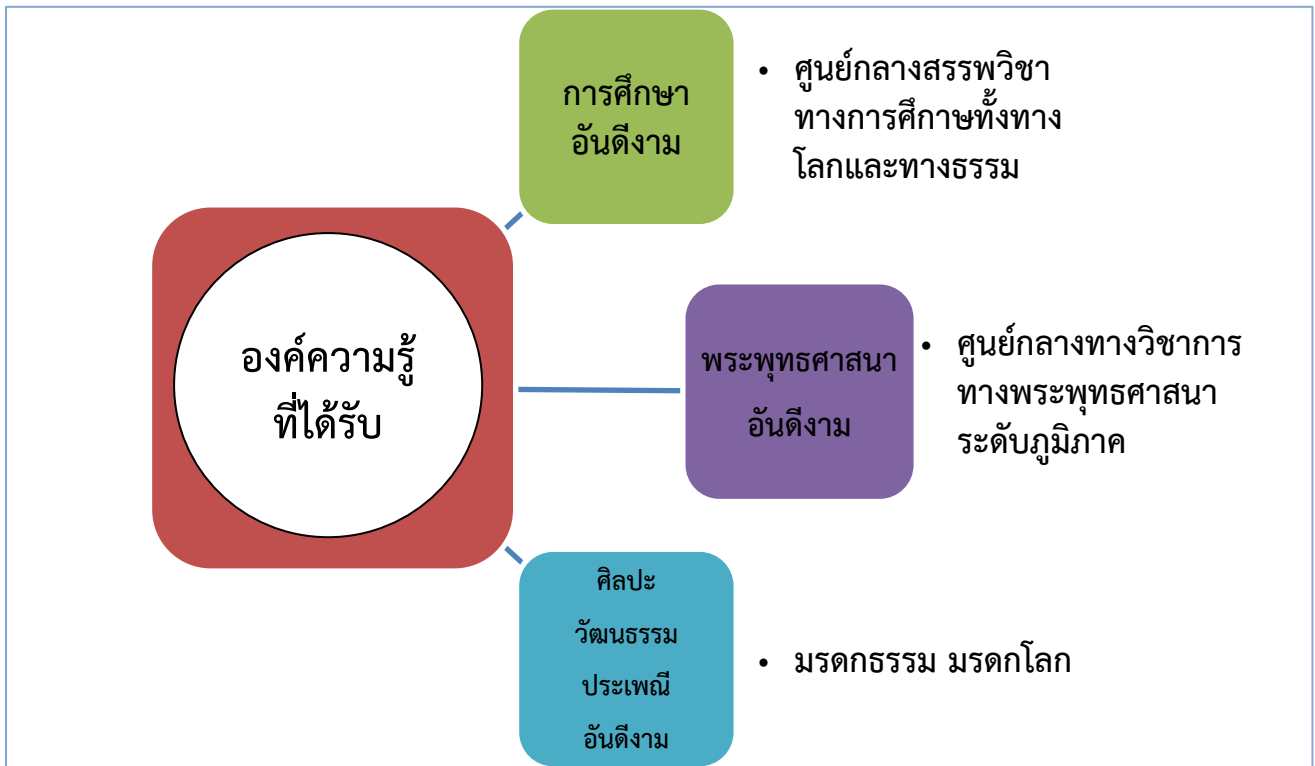 องค์ความรู้
ที่ได้รับ
การศึกษา
อันดีงาม
• ศูนย์กลางสรรพวิชา
ทางการศึกาษทั้งทาง
โลกและทางธรรม
พระพุทธศาสนา
อันดีงาม
• ศูนย์กลางทางวิชาการ
ทางพระพุทธศาสนา
ระดับภูมิภาค
ศิลปะ
วัฒนธรรม
ประเพณี
อันดีงาม
• มรดกธรรม มรดกโลก